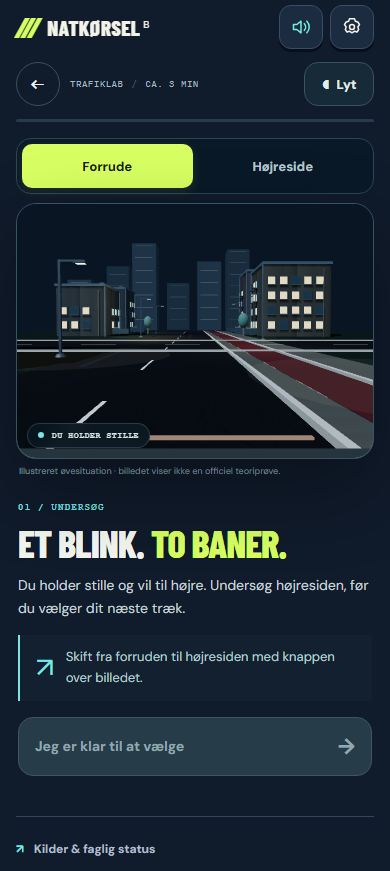 NATKØRSEL B
TRAFIKLAB / CA. 3 MIN
Lyt
Forrude
Højreside
DU HOLDER STILLE
Illustreret øvesituation · billedet viser ikke en officiel teoriprøve.
01 / UNDERSØG
ET BLINK. TO BANER.
Du holder stille og vil til højre. Undersøg højresiden, før
du vælger dit næste træk.
Skift fra forruden til højresiden med knappen
over billedet.
Jeg er klar til at vælge
Kilder & faglig status